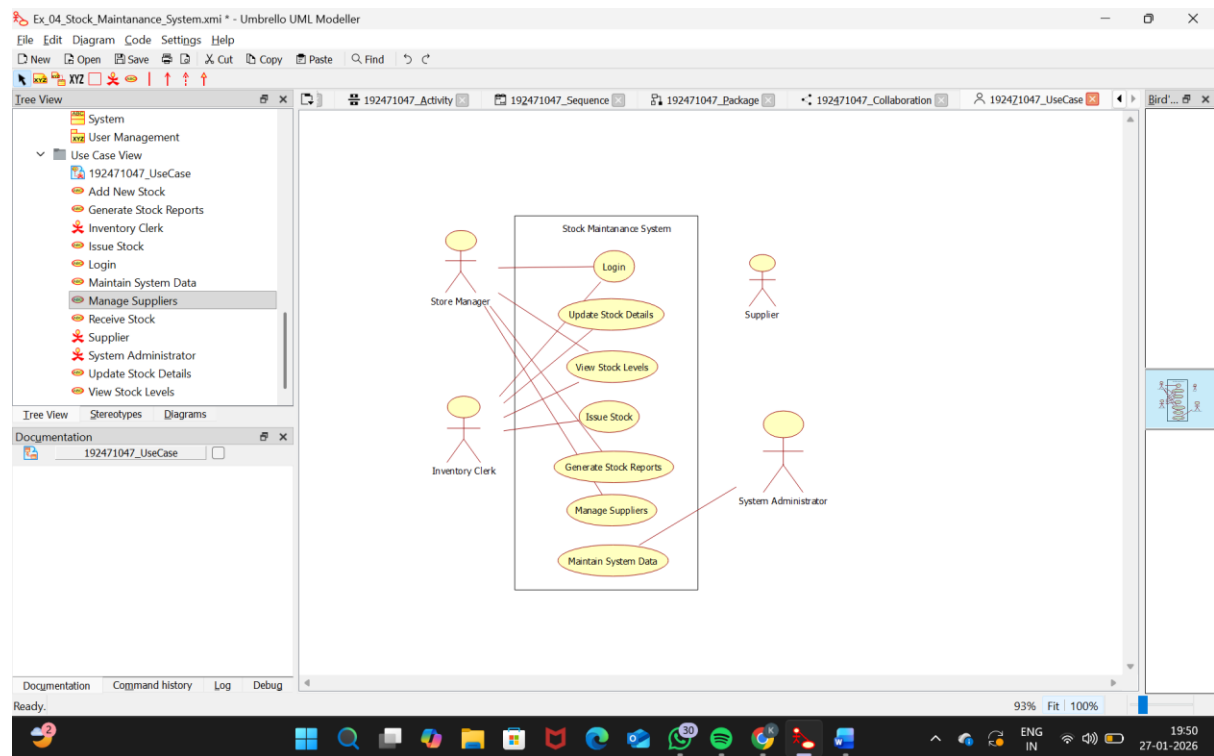 Ex_04_Stock_Maintanance_System.xmi * - Umbrello UML Modeller
File Edit Diagram Code Settings Help
New Open Save Cut Copy Paste Find
XYZ XYZ
Tree View
192471047_Activity 192471047_Sequence 192471047_Package 192471047_Collaboration 192471047_UseCase
Bird'...
System
User Management
Use Case View
192471047_UseCase
Add New Stock
Generate Stock Reports
Inventory Clerk
Issue Stock
Login
Maintain System Data
Manage Suppliers
Receive Stock
Supplier
System Administrator
Update Stock Details
View Stock Levels
Tree View Stereotypes Diagrams
Documentation
192471047_UseCase
Stock Maintanance System
Login
Store Manager
Update Stock Details
Supplier
View Stock Levels
Issue Stock
Inventory Clerk
Generate Stock Reports
System Administrator
Manage Suppliers
Maintain System Data
Documentation Command history Log Debug
Ready.
93% Fit 100%
2
30
K
ENG
IN
19:50
27-01-2026